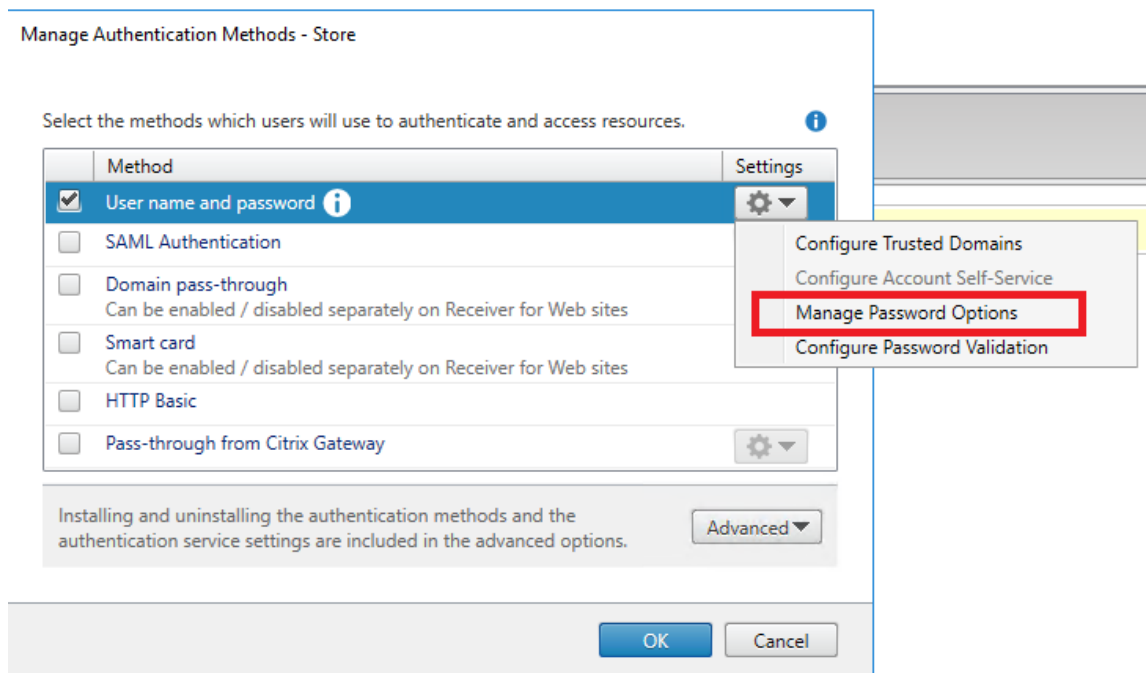 Manage Authentication Methods - Store
Select the methods which users will use to authenticate and access resources.
Method Settings
User name and password
SAML Authentication
Domain pass-through
Can be enabled / disabled separately on Receiver for Web sites
Smart card
Can be enabled / disabled separately on Receiver for Web sites
HTTP Basic
Pass-through from Citrix Gateway
Configure Trusted Domains
Configure Account Self-Service
Manage Password Options
Configure Password Validation
Installing and uninstalling the authentication methods and the
authentication service settings are included in the advanced options.
Advanced
OK Cancel